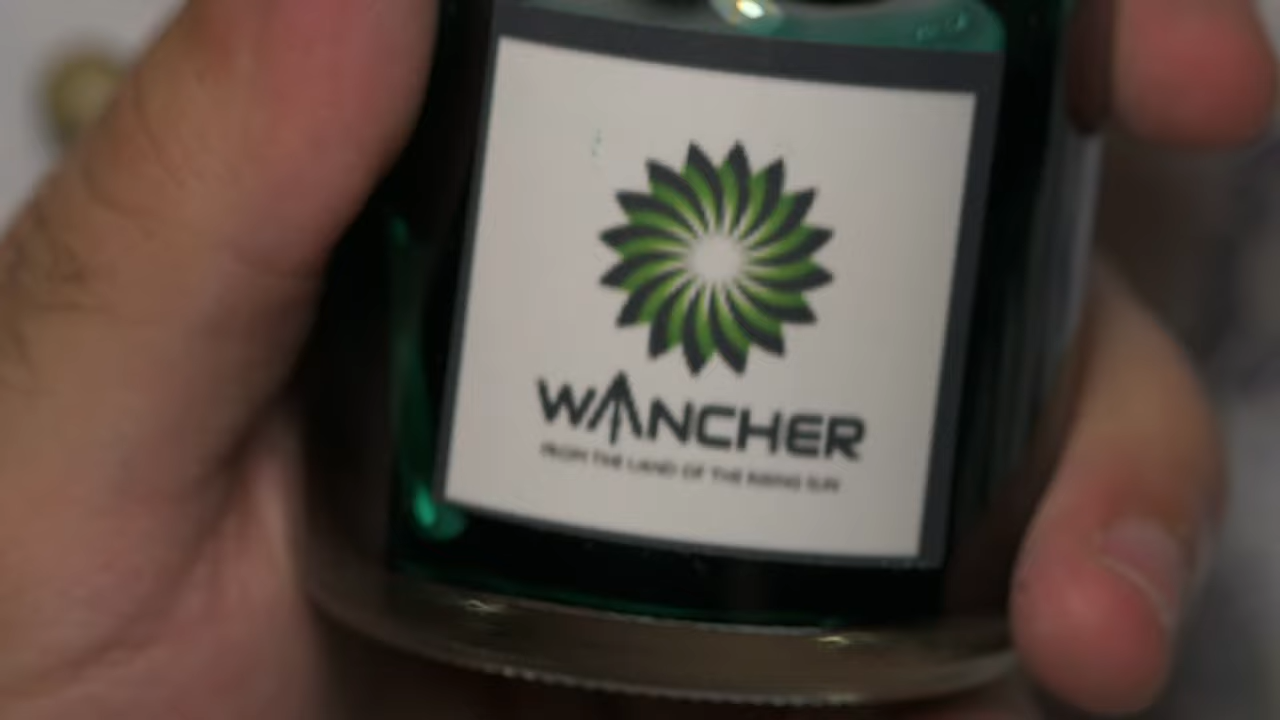 WANCHER
FROM THE LAND OF THE RISING SUN